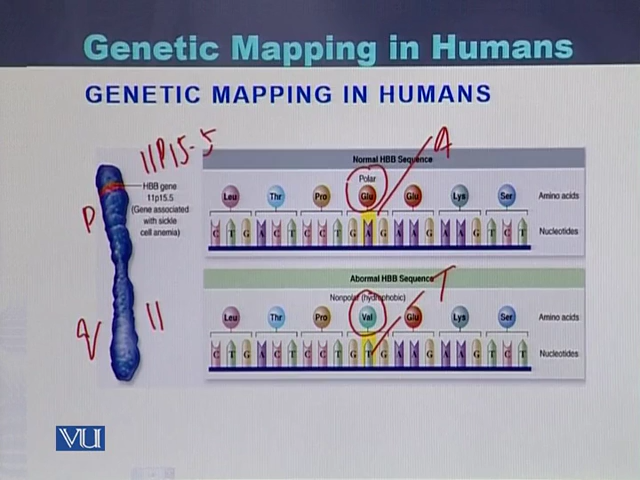 Genetic Mapping in Humans
GENETIC MAPPING IN HUMANS
11P15-5
HBB gene
11p15.5
(Gene associated
with sickle
cell anemia)
P
q
11
Normal HBB Sequence
A
Polar
Leu Thr Pro Glu Glu Lys Ser Amino acids
C T G A C T C C T G A G G A G A A G T C T Nucleotides
Abormal HBB Sequence
T
Nonpolar (hydrophobic)
Leu Thr Pro Val Glu Lys Ser Amino acids
C T G A C T C C T G T G G A G A A G T C T Nucleotides
VU